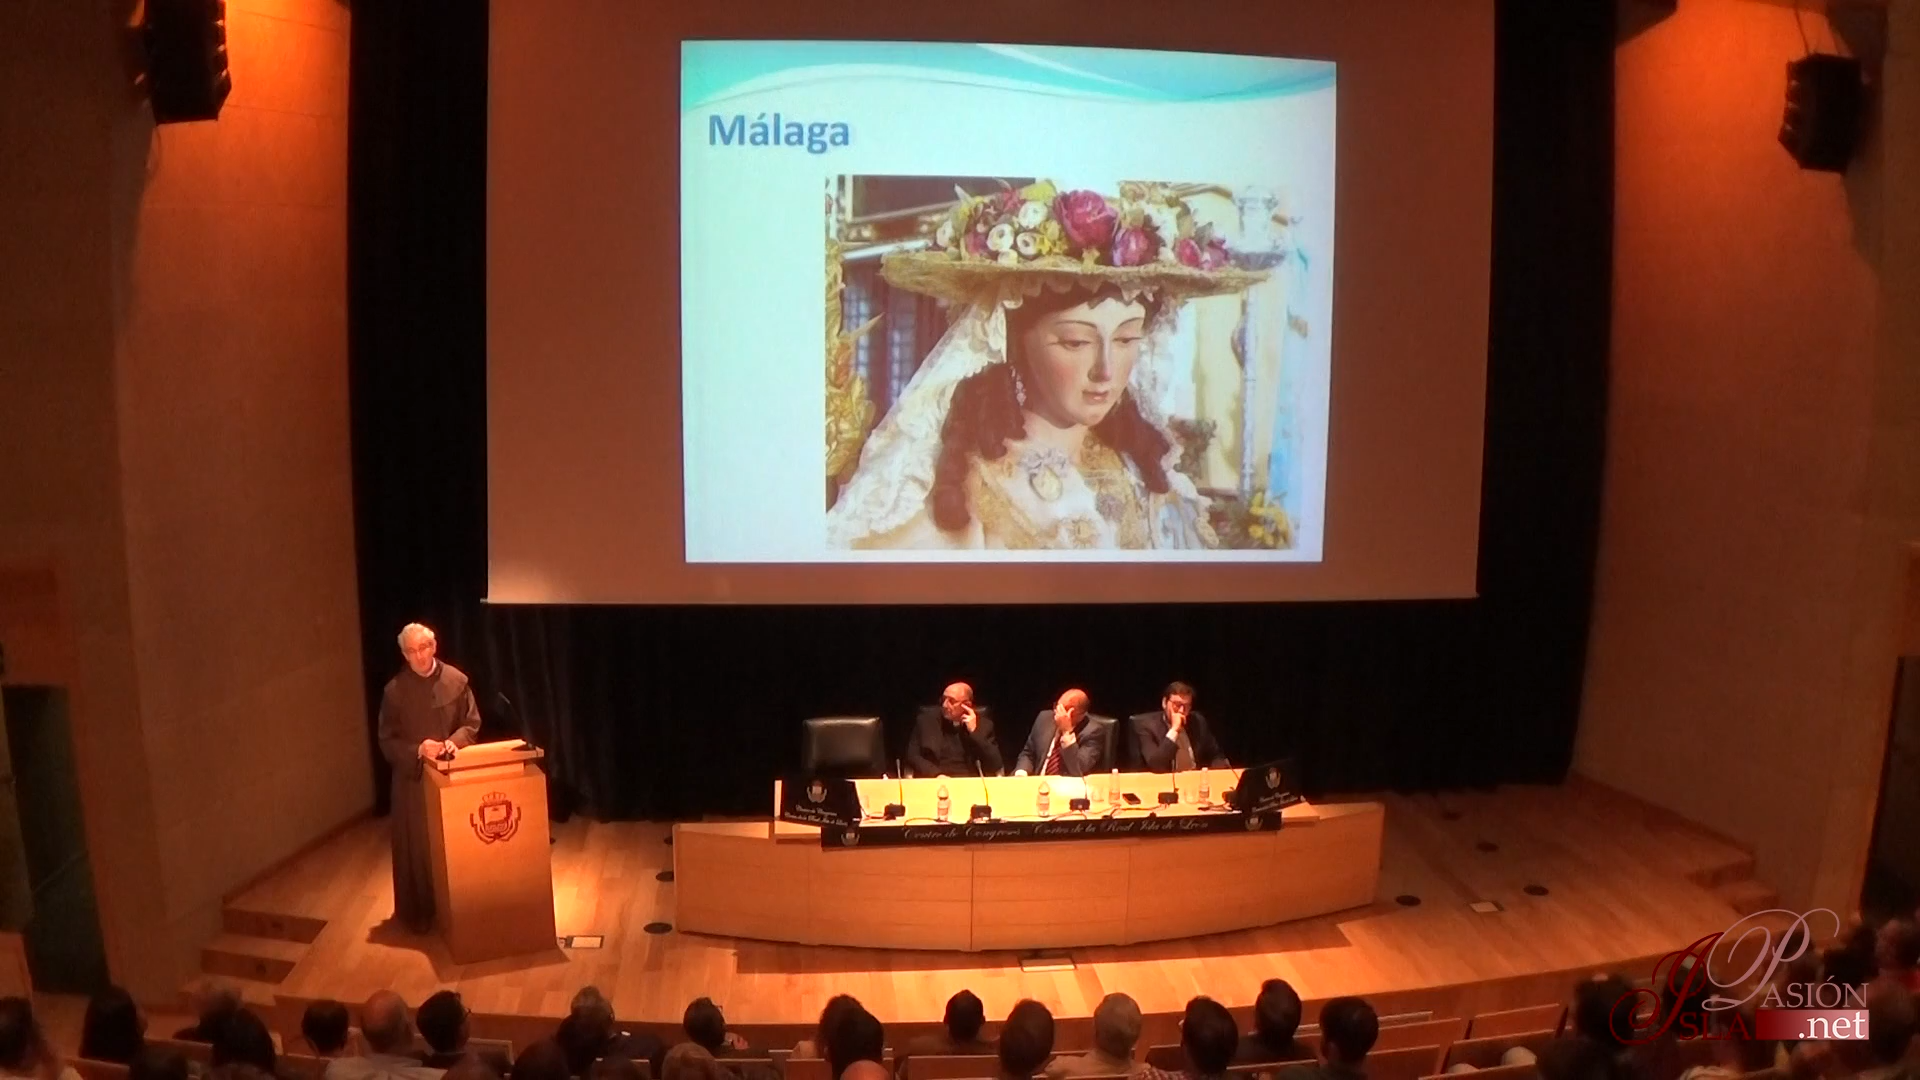 Málaga
Centro de Congresos Cortes de la Real Isla de León
Isla Pasión
.net